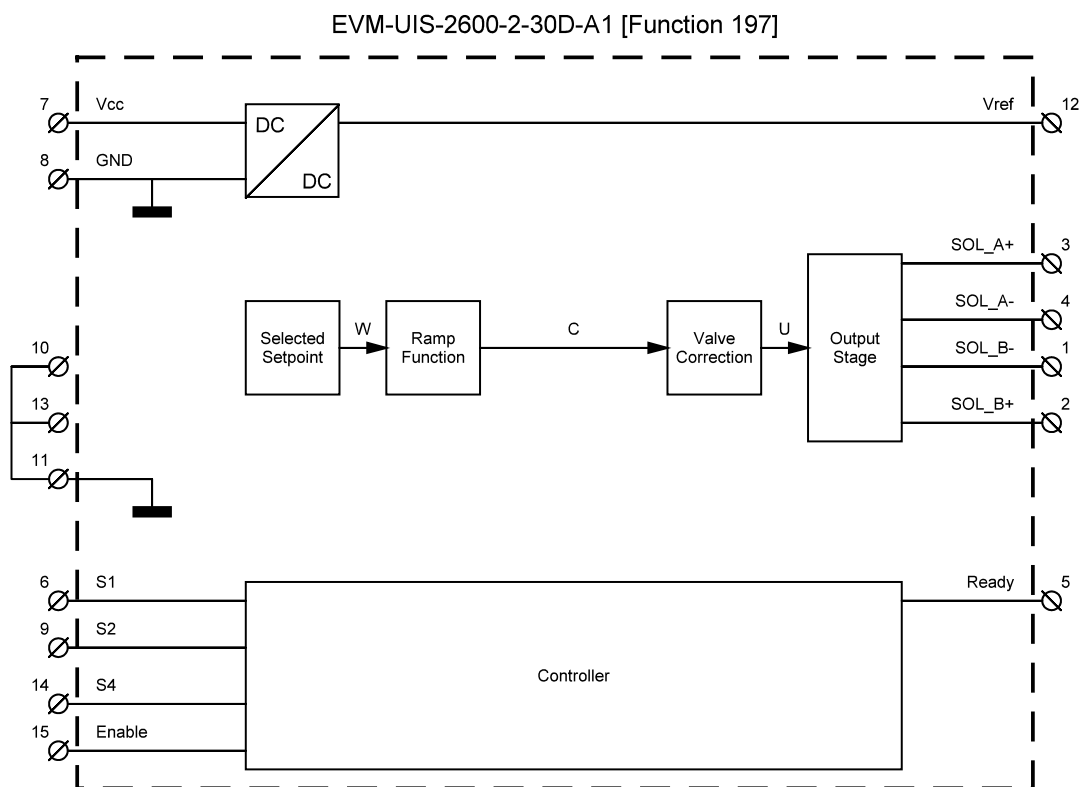 EVM-UIS-2600-2-30D-A1 [Function 197]
7 Vcc
DC
DC
Vref 12
8 GND
SOL_A+ 3
SOL_A- 4
SOL_B- 1
SOL_B+ 2
Selected
Setpoint
W
Ramp
Function
C
Valve
Correction
U
Output
Stage
10
13
11
6 S1
9 S2
14 S4
15 Enable
Controller
Ready 5